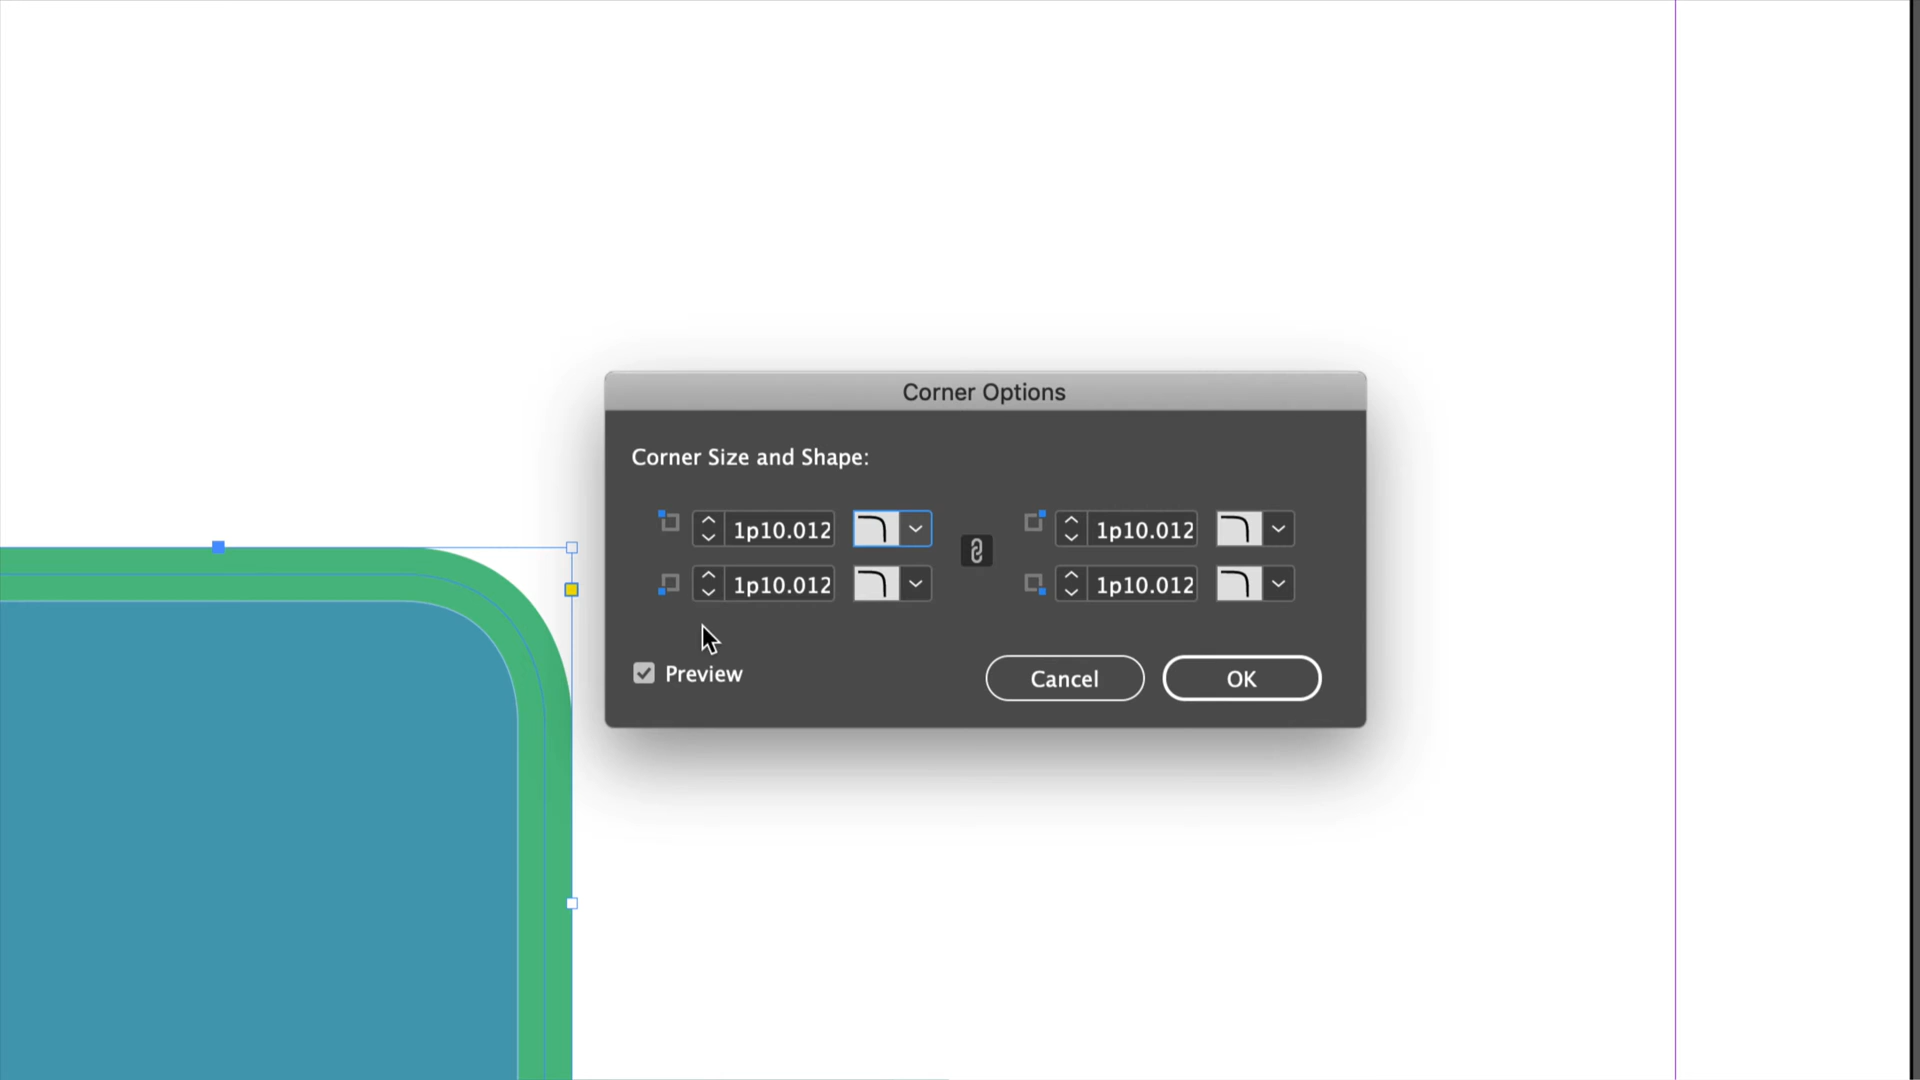 Corner Options
Corner Size and Shape:
1p10.012 1p10.012
1p10.012 1p10.012
Preview Cancel OK